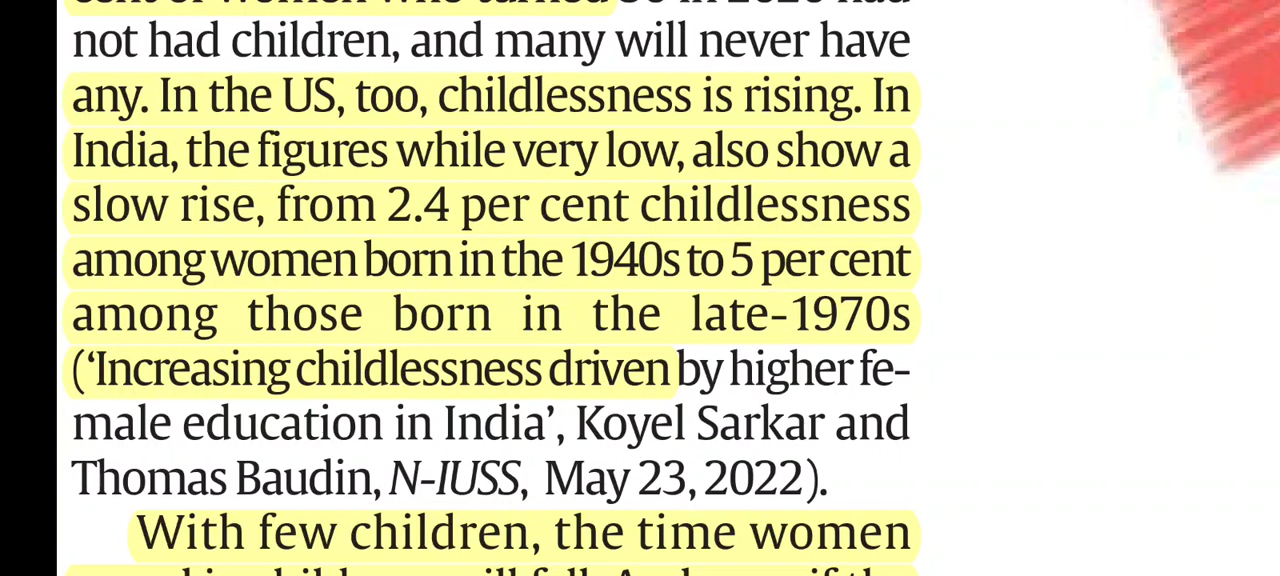 not had children, and many will never have
any. In the US, too, childlessness is rising. In
India, the figures while very low, also show a
slow rise, from 2.4 per cent childlessness
among women born in the 1940s to 5 per cent
among those born in the late-1970s
(‘Increasing childlessness driven by higher fe-
male education in India’, Koyel Sarkar and
Thomas Baudin, N-IUSS, May 23, 2022).
With few children, the time women